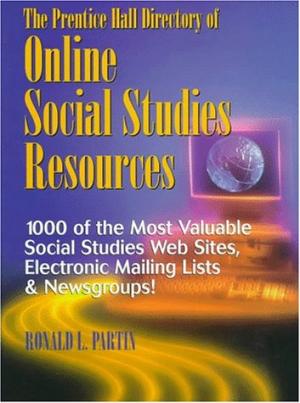 The Prentice Hall Directory of
Online
Social Studies
Resources
1000 of the Most Valuable
Social Studies Web Sites,
Electronic Mailing Lists
& Newsgroups!
RONALD L. PARTIN